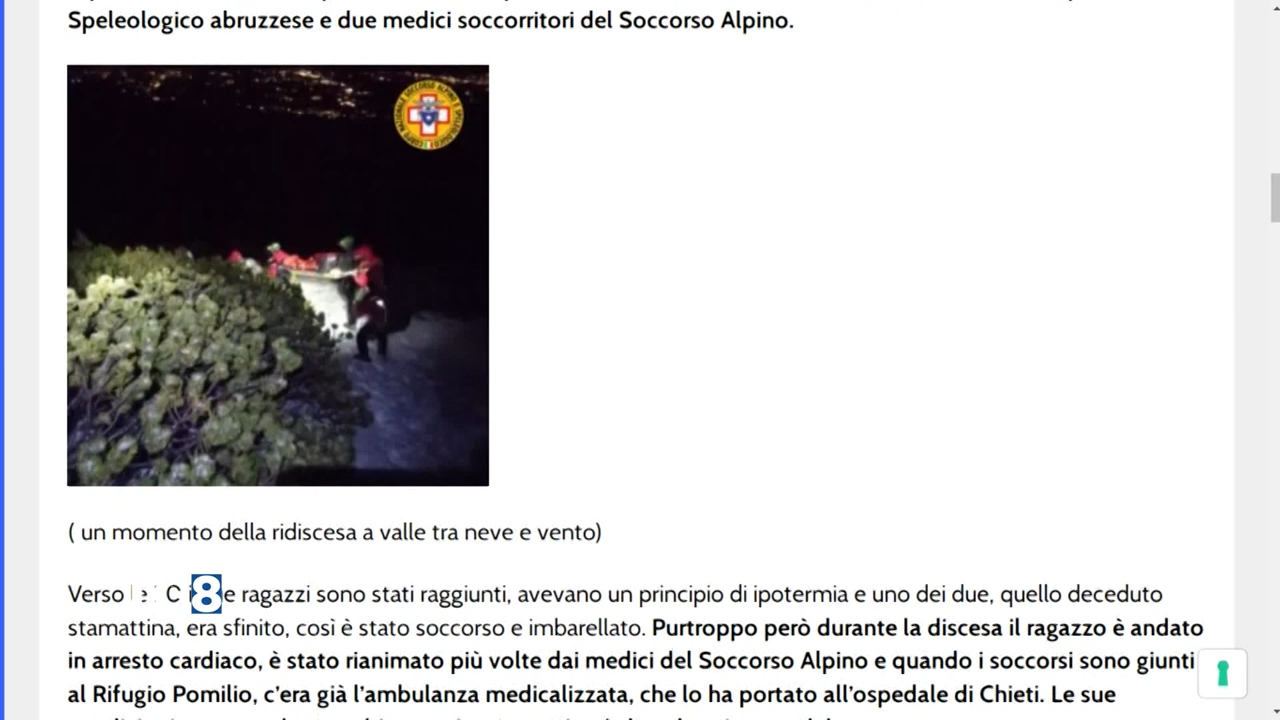 Speleologico abruzzese e due medici soccorritori del Soccorso Alpino.
( un momento della ridiscesa a valle tra neve e vento)
Verso 8 e ragazzi sono stati raggiunti, avevano un principio di ipotermia e uno dei due, quello deceduto
stamattina, era sfinito, così è stato soccorso e imbarellato. Purtroppo però durante la discesa il ragazzo è andato
in arresto cardiaco, è stato rianimato più volte dai medici del Soccorso Alpino e quando i soccorsi sono giunti
al Rifugio Pomilio, c'era già l'ambulanza medicalizzata, che lo ha portato all'ospedale di Chieti. Le sue